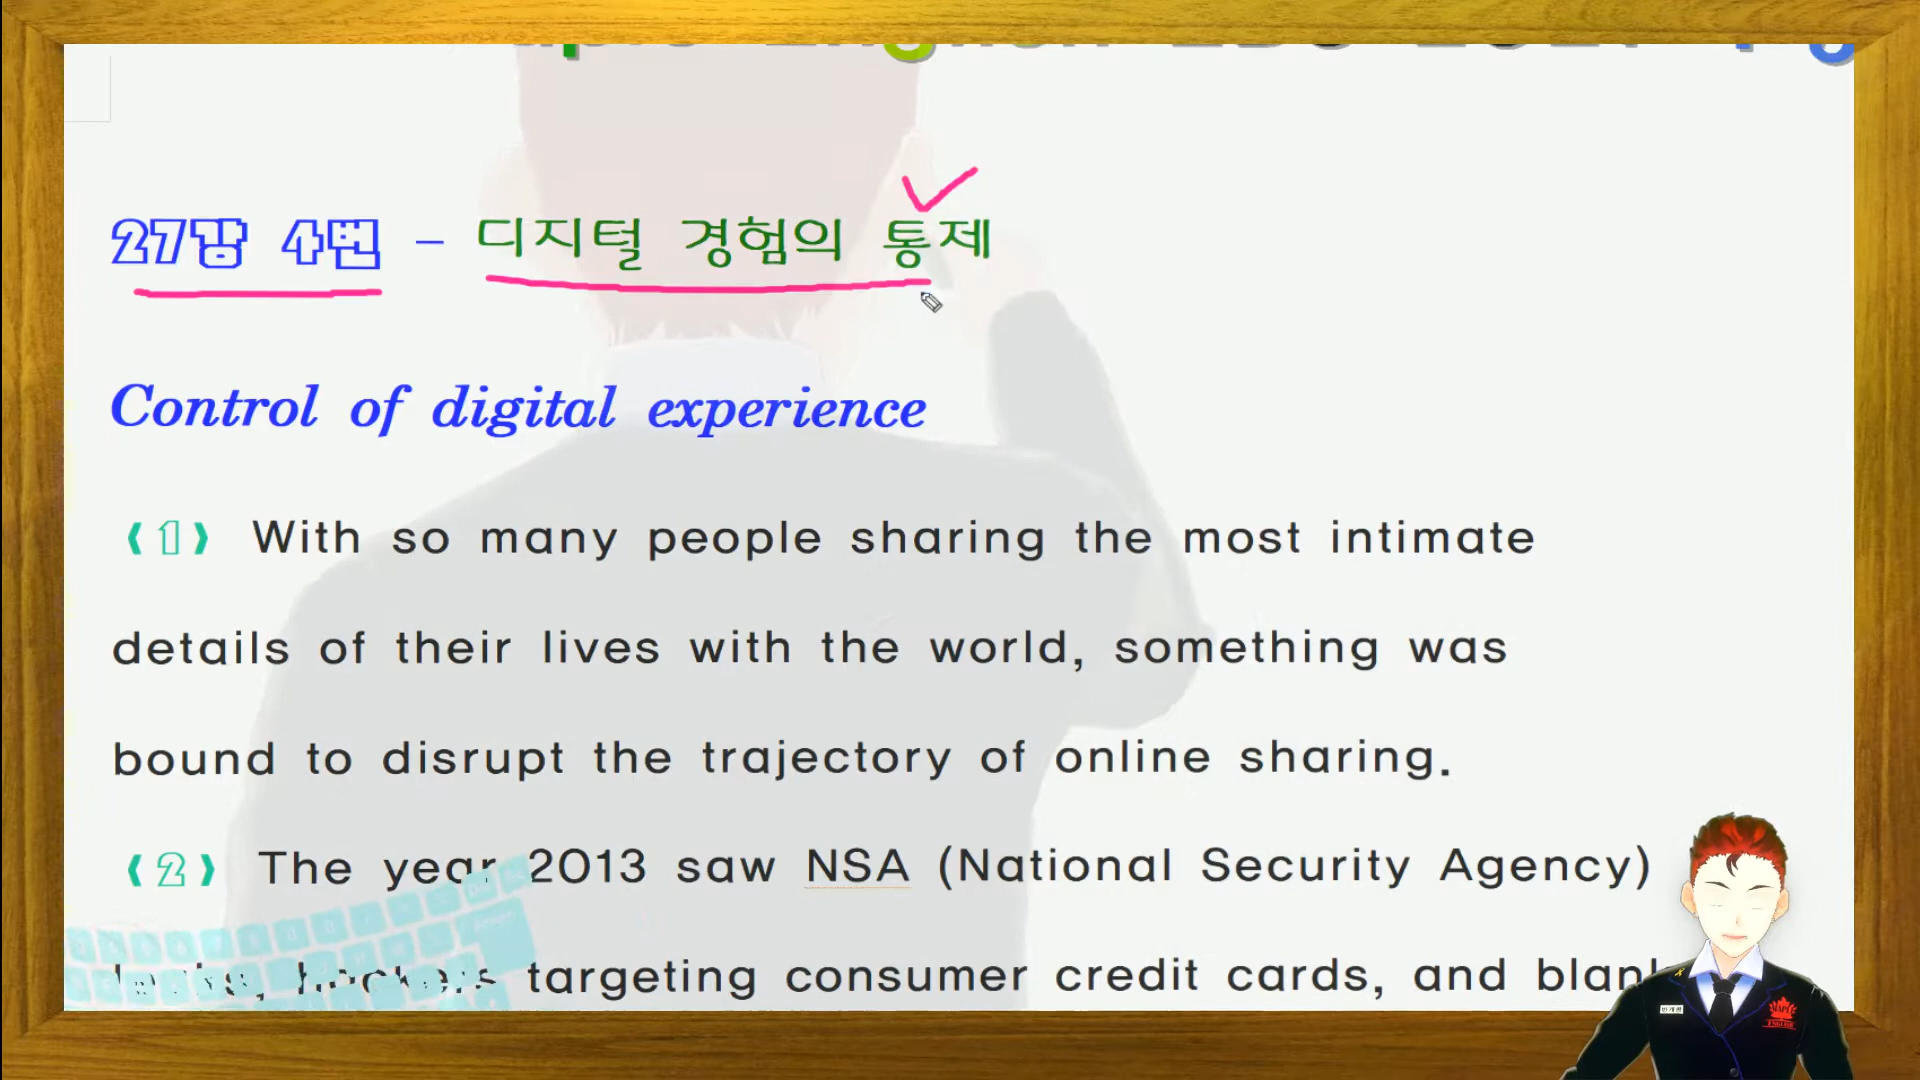 27강 4번 – 디지털 경험의 통제
Control of digital experience
(1) With so many people sharing the most intimate
details of their lives with the world, something was
bound to disrupt the trajectory of online sharing.
(2) The year 2013 saw NSA (National Security Agency)
targeting consumer credit cards, and
MAPLE
ENGLISH